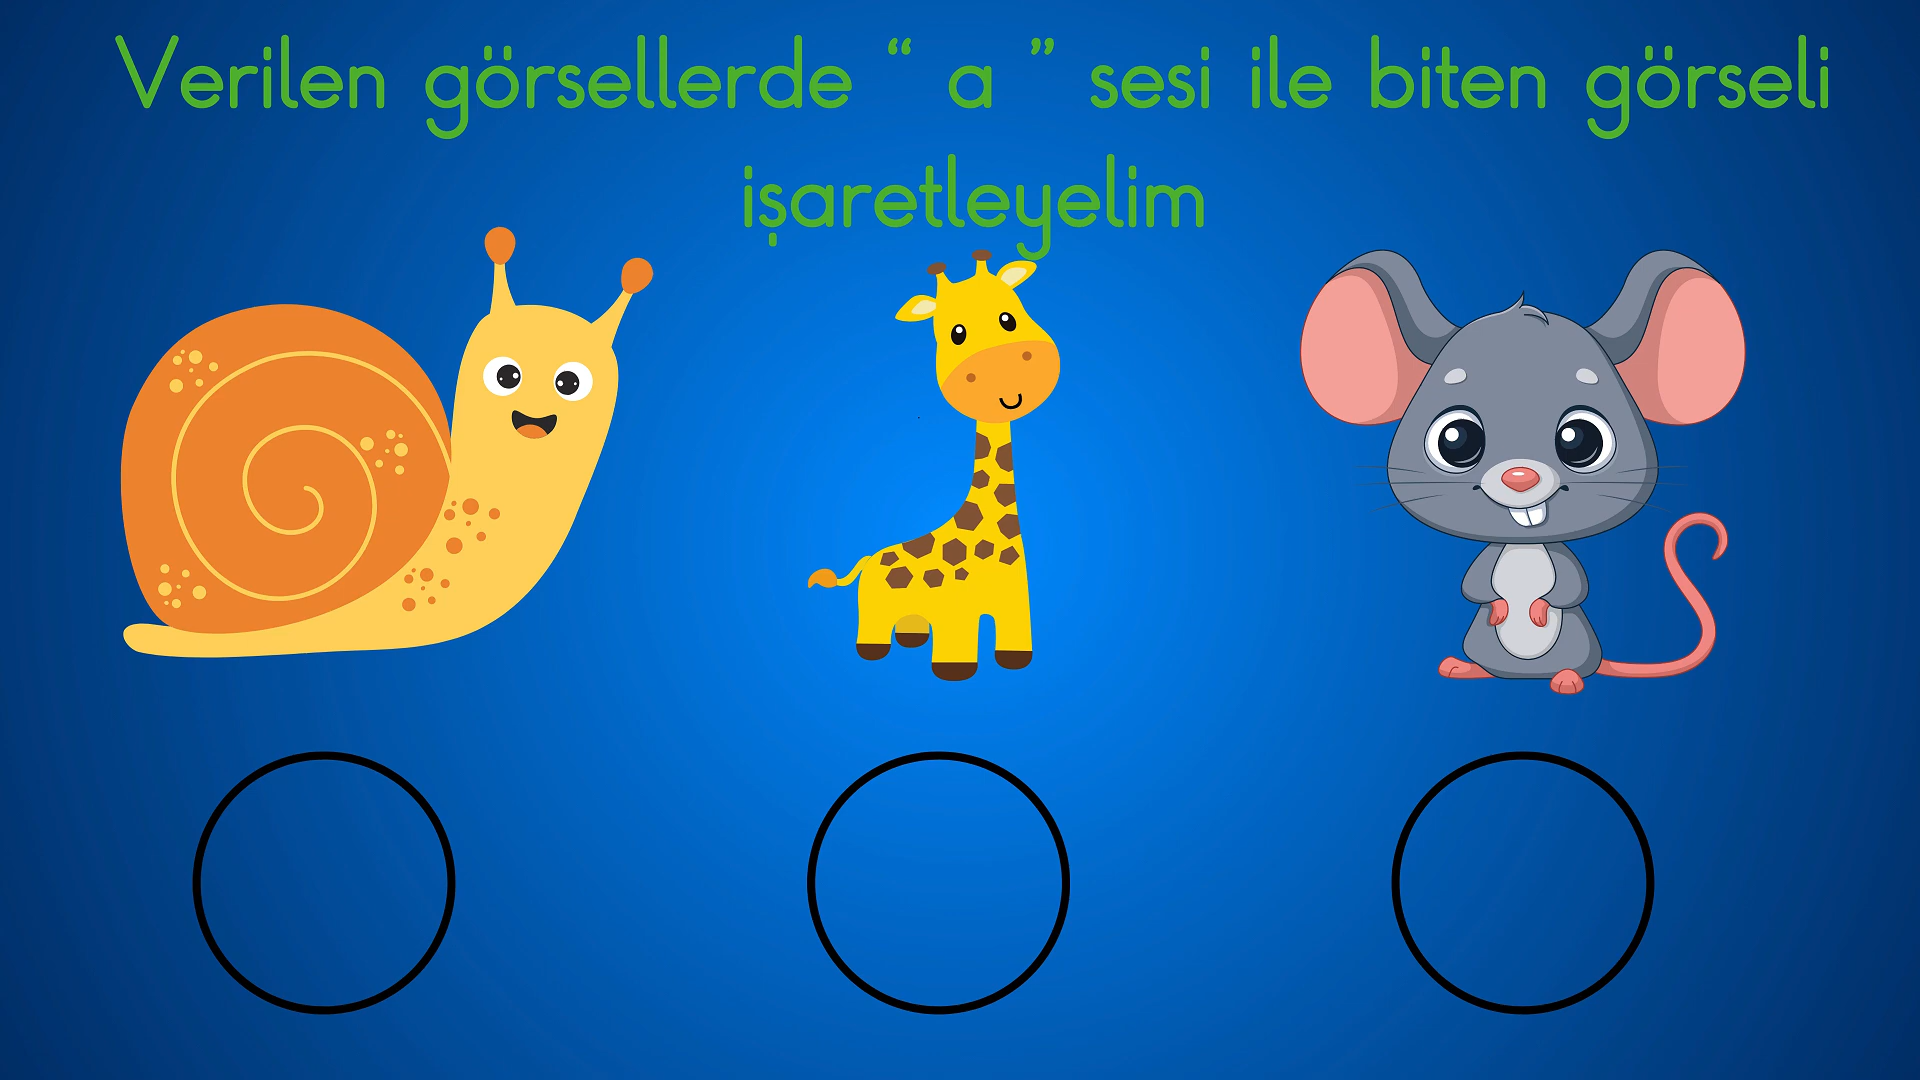 Verilen görsellerde “ a ” sesi ile biten görseli
işaretleyelim